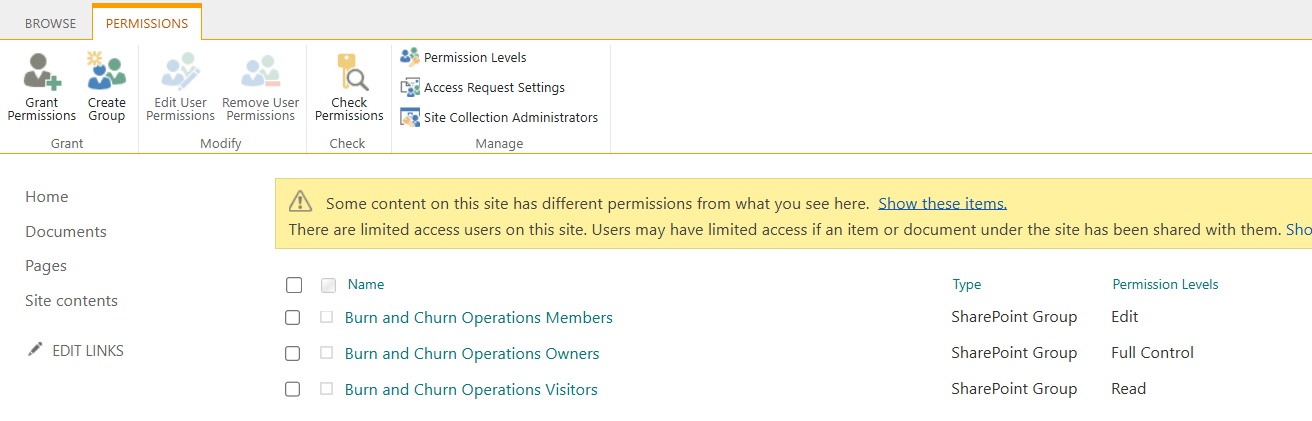 BROWSE PERMISSIONS
Grant Permissions
Create Group
Edit User Permissions
Remove User Permissions
Check Permissions
Permission Levels
Access Request Settings
Site Collection Administrators
Grant Modify Check Manage
Home
Documents
Pages
Site contents
EDIT LINKS
Some content on this site has different permissions from what you see here. Show these items.
There are limited access users on this site. Users may have limited access if an item or document under the site has been shared with them. Sho
Name Type Permission Levels
Burn and Churn Operations Members SharePoint Group Edit
Burn and Churn Operations Owners SharePoint Group Full Control
Burn and Churn Operations Visitors SharePoint Group Read